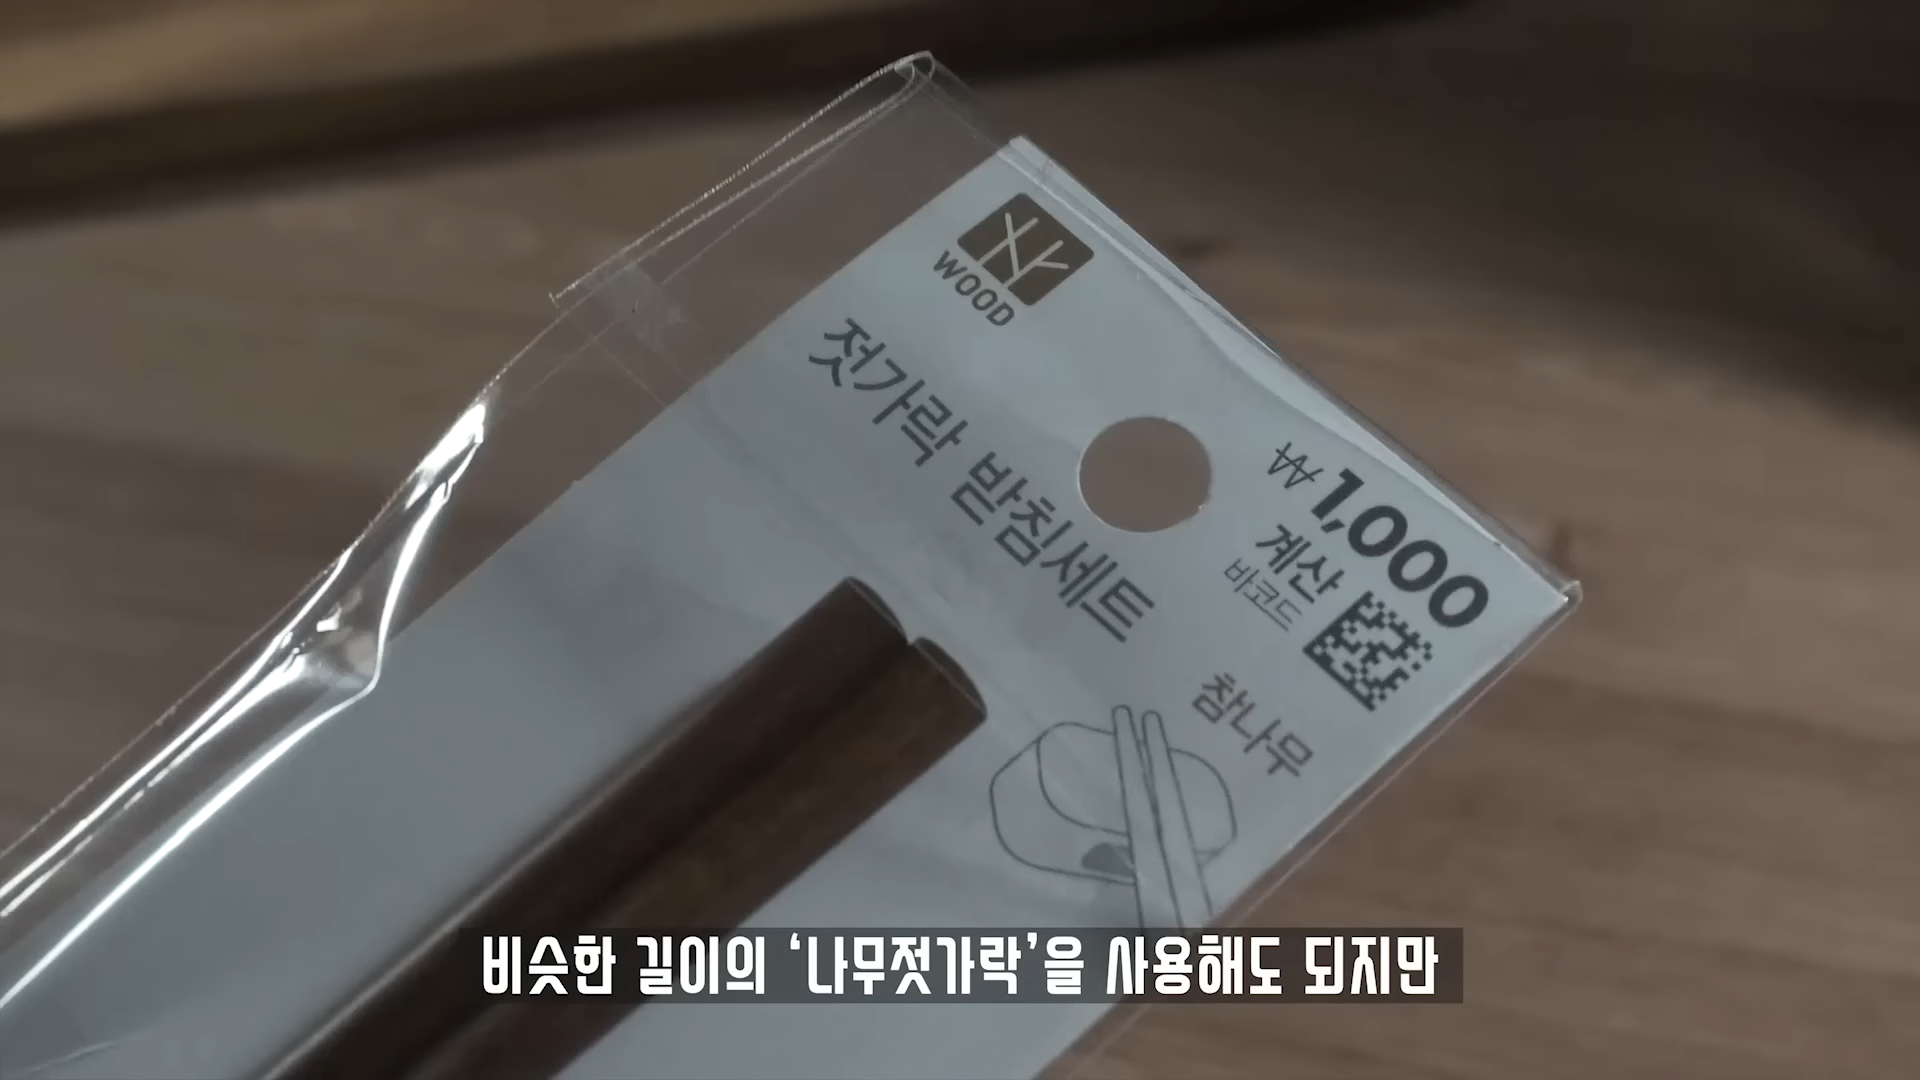 WOOD
젓가락 받침세트
₩1,000
계산
바코드
참나무
비슷한 길이의 ‘나무젓가락’을 사용해도 되지만